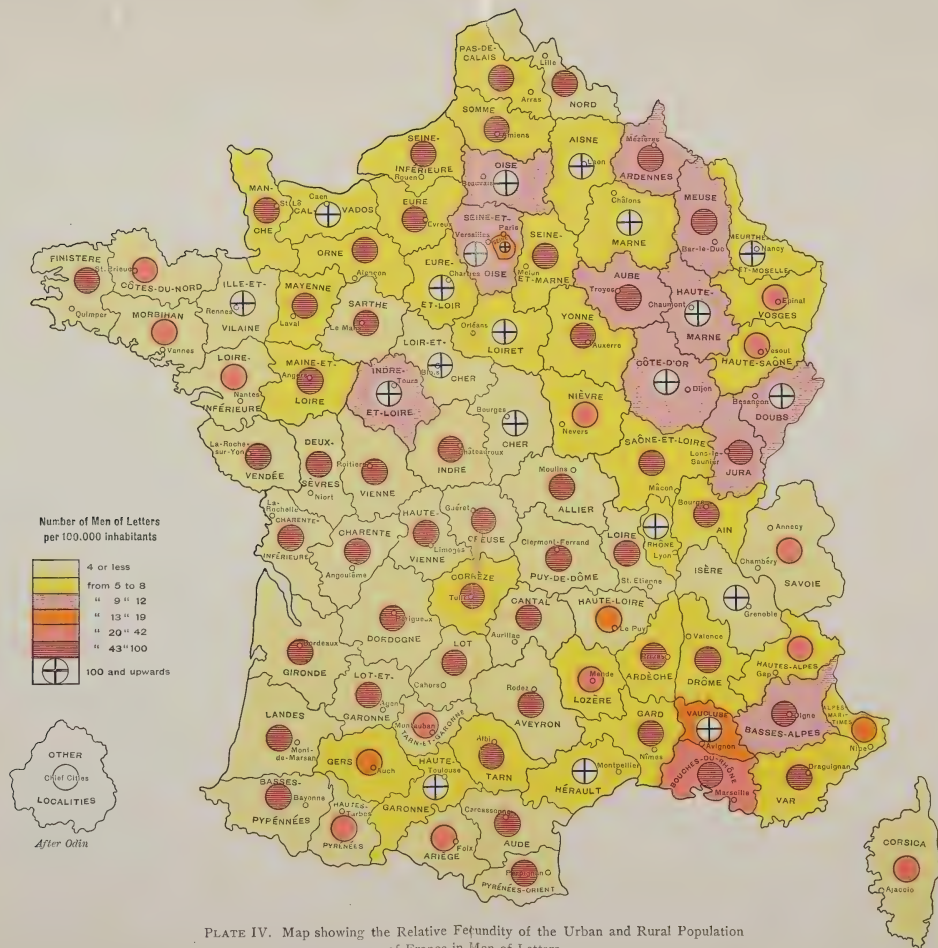 PAS-DE-
CALAIS
Lille
Arras
NORD
SOMME
Amiens
AISNE
Laon
Mézières
ARDENNES
SEINE-
INFÉRIEURE
Rouen
OISE
Beauvais
MEUSE
Bar-le-Duc
MAN-
CHE
St. Lô
Caen
CAL VADOS
EURE
Evreux
SEINE-ET-
Paris
Versailles
OISE
Châlons
MARNE
MEURTHE-
Nancy
ET-MOSELLE
FINISTÈRE
St. Brieuc
CÔTES-DU-NORD
Quimper
ORNE
Alençon
EURE-
Chartres
ET-LOIR
SEINE-
Melun
ET-MARNE
AUBE
Troyes
HAUTE-
Chaumont
MARNE
Epinal
VOSGES
ILLE-ET-
Rennes
VILAINE
MORBIHAN
Vannes
MAYENNE
Laval
SARTHE
Le Mans
Orléans
LOIRET
YONNE
Auxerre
Vesoul
HAUTE-SAÔNE
LOIRE-
Nantes
INFÉRIEURE
MAINE-ET-
Angers
LOIRE
INDRE-
Tours
ET-LOIRE
LOIR-ET-
Blois
CHER
CÔTE-D'OR
Dijon
Besançon
DOUBS
Bourges
CHER
NIÈVRE
Nevers
La-Roche-
sur-Yon
VENDÉE
DEUX-
SÈVRES
Niort
Poitiers
VIENNE
Châteauroux
INDRE
Moulins
ALLIER
SAÔNE-ET-LOIRE
Mâcon
Lons-le-
Saunier
JURA
La-
Rochelle
CHARENTE-
INFÉRIEURE
CHARENTE
Angoulême
HAUTE-
VIENNE
Limoges
Guéret
CREUSE
Clermont-Ferrand
PUY-DE-DÔME
LOIRE
St. Etienne
RHÔNE
Lyon
Bourg
AIN
Annecy
Chambéry
SAVOIE
ISÈRE
Grenoble
CORRÈZE
Tulle
Périgueux
DORDOGNE
CANTAL
Aurillac
HAUTE-LOIRE
Le Puy
Bordeaux
GIRONDE
LOT
Cahors
LOT-ET-
Agen
GARONNE
Rodez
AVEYRON
Mende
LOZÈRE
ARDÈCHE
Valence
DRÔME
HAUTES-ALPES
Gap
LANDES
Mont-
de-Marsan
Montauban
TARN-ET-GARONNE
Albi
TARN
GARD
Nîmes
VAUCLUSE
Avignon
Digne
BASSES-ALPES
ALPES-
MARI-
TIMES
Nice
GERS
Auch
HAUTE-
Toulouse
GARONNE
Montpellier
HÉRAULT
BOUCHES-DU-RHÔNE
Marseille
Draguignan
VAR
BASSES-
Bayonne
PYRÉNNÉES
HAUTES-
Tarbes
PYRÉNÉES
Foix
ARIÈGE
Carcassonne
AUDE
Perpignan
PYRÉNÉES-ORIENT
CORSICA
Ajaccio
Number of Men of Letters
per 100.000 inhabitants
4 or less
from 5 to 8
" 9 " 12
" 13 " 19
" 20 " 42
" 43 " 100
100 and upwards
OTHER
Chief Cities
LOCALITIES
After Odin
PLATE IV. Map showing the Relative Fecundity of the Urban and Rural Population
of France in Men of Letters